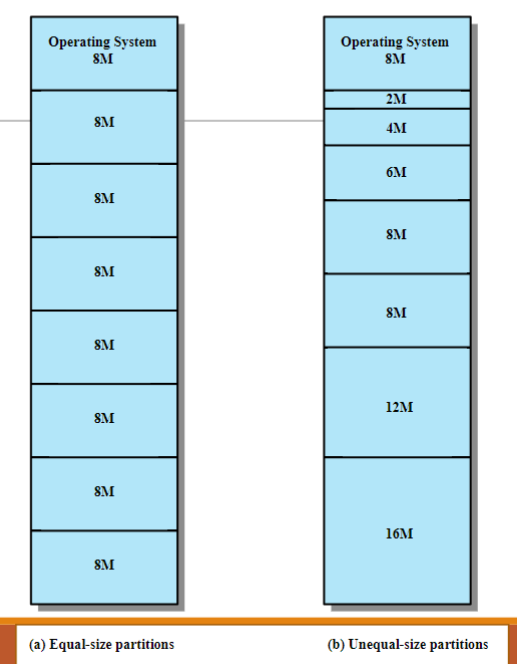 Operating System
8M
8M
8M
8M
8M
8M
8M
8M
(a) Equal-size partitions
Operating System
8M
2M
4M
6M
8M
8M
12M
16M
(b) Unequal-size partitions